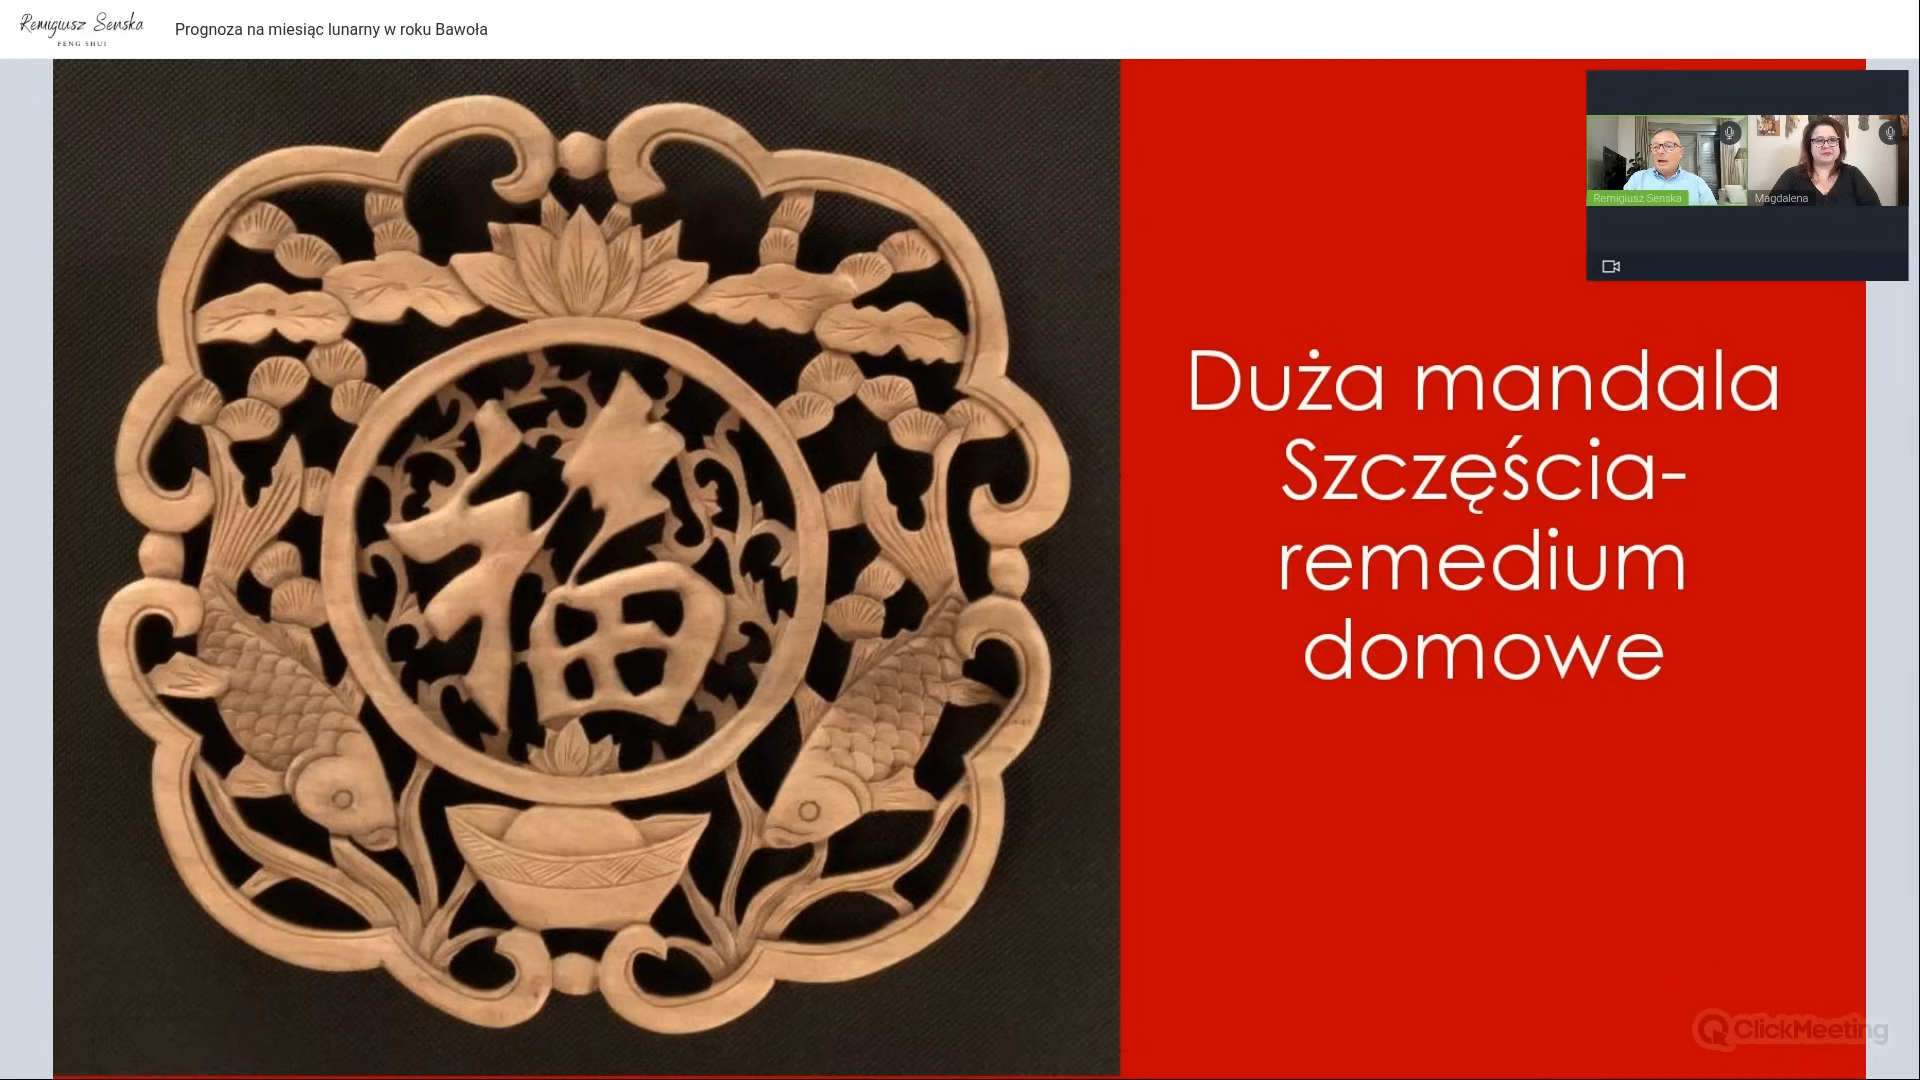 Remigiusz Senska
FENG SHUI
Prognoza na miesiąc lunarny w roku Bawoła
Remigiusz Senska
Magdalena
福
Duża mandala
Szczęścia-
remedium
domowe
ClickMeeting